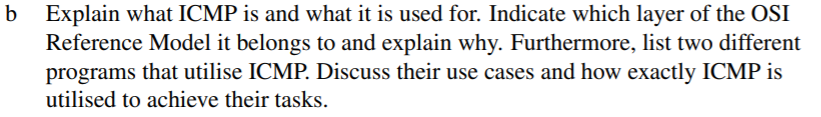 b Explain what ICMP is and what it is used for. Indicate which layer of the OSI
Reference Model it belongs to and explain why. Furthermore, list two different
programs that utilise ICMP. Discuss their use cases and how exactly ICMP is
utilised to achieve their tasks.